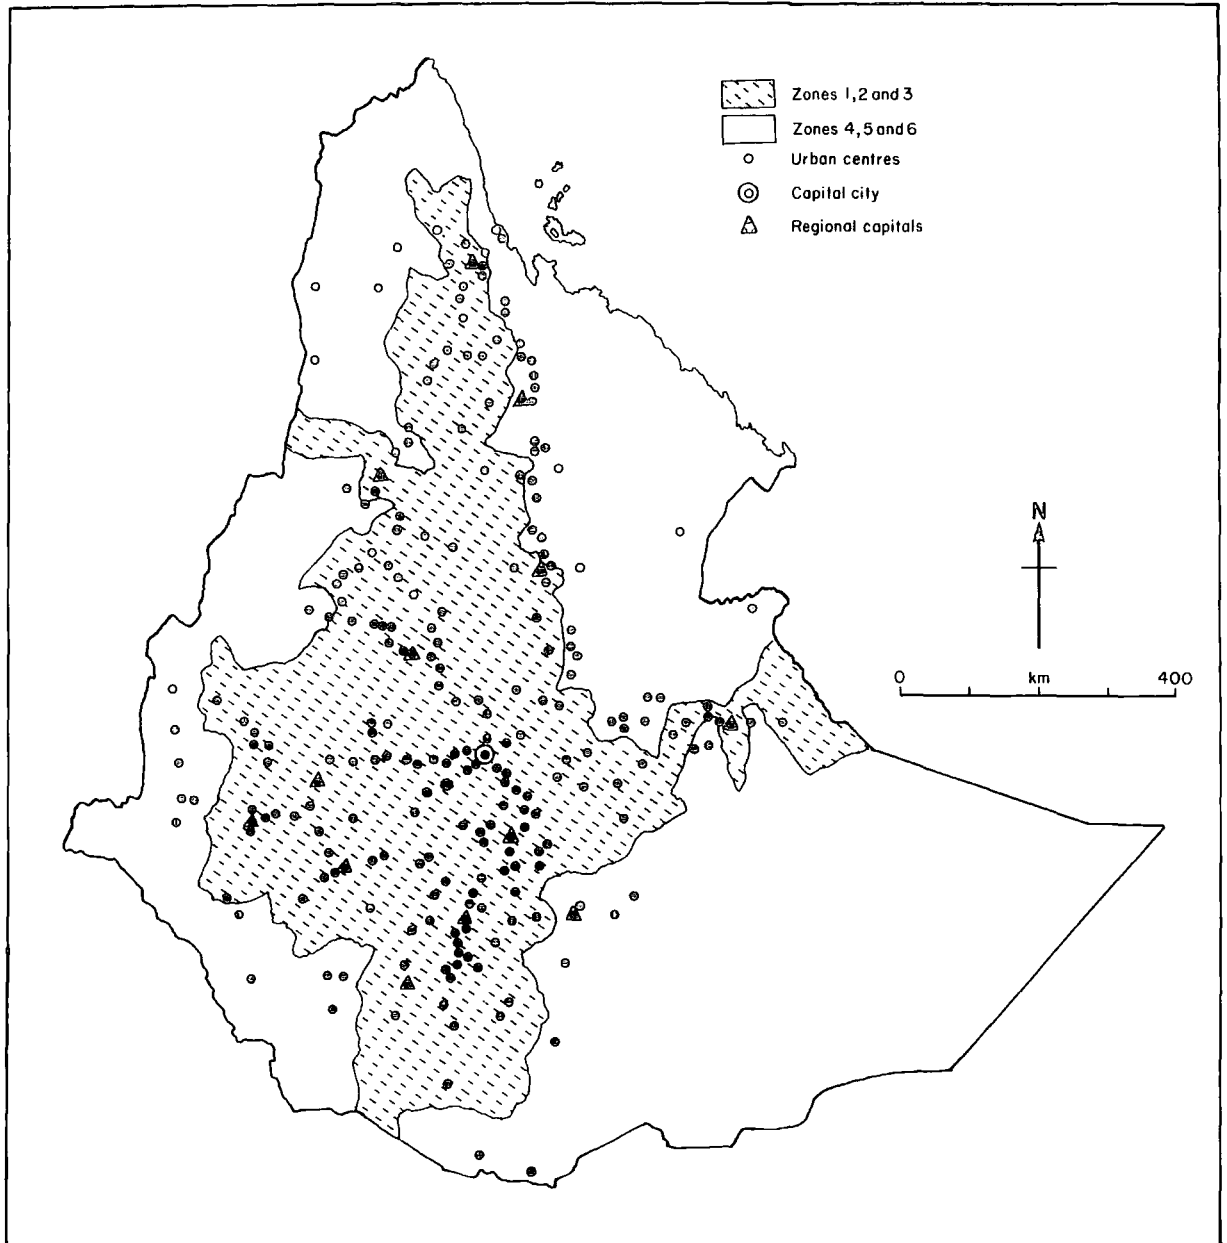 Zones 1,2 and 3
Zones 4,5 and 6
Urban centres
Capital city
Regional capitals
N
0 km 400